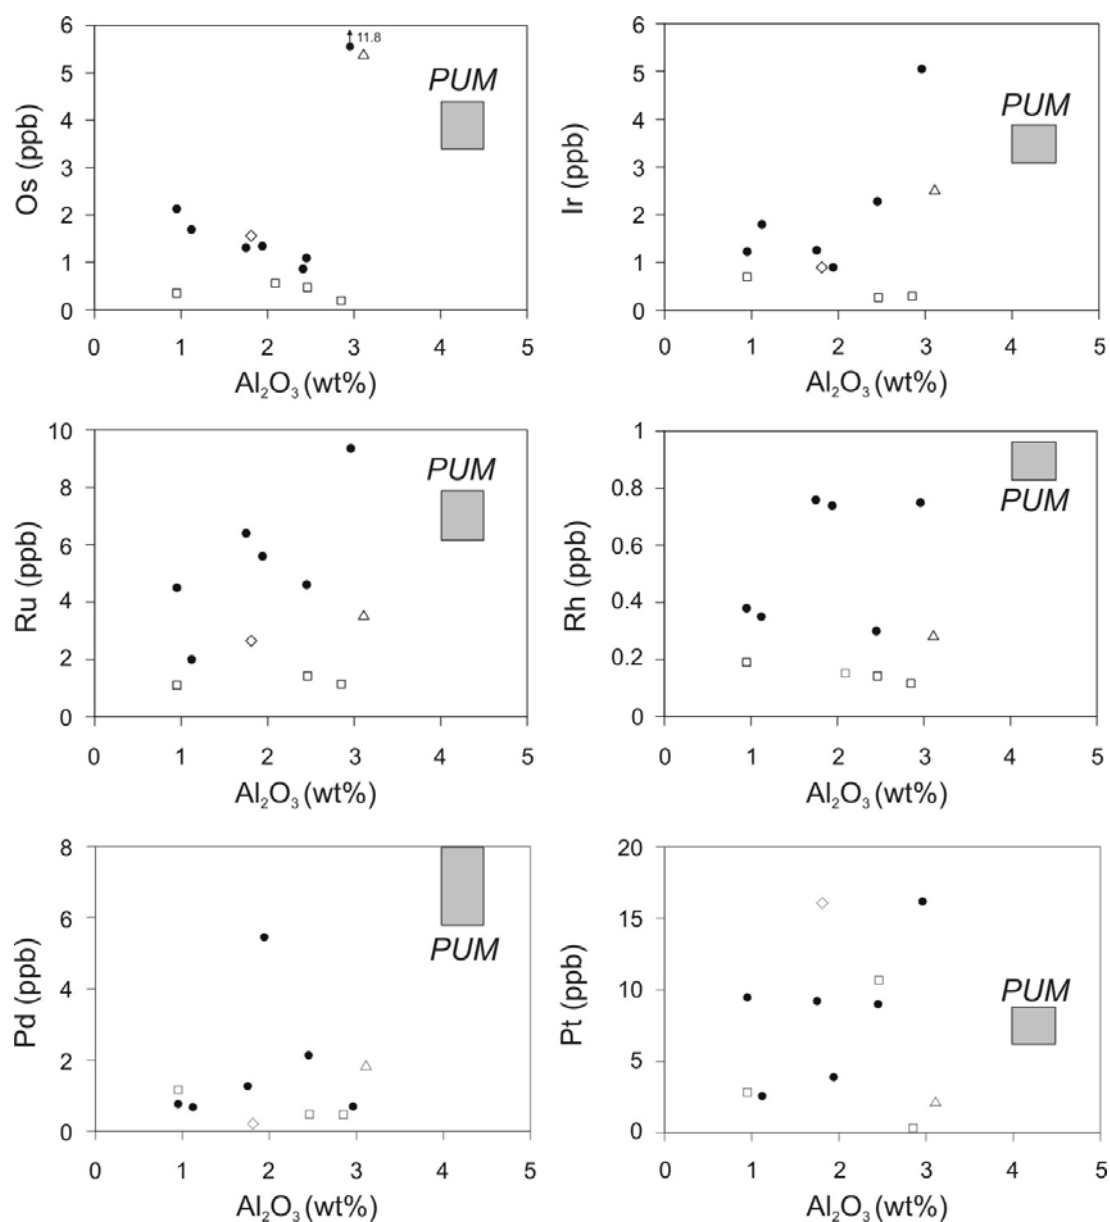 6
5
4
3
2
1
0
Os (ppb)
11.8
PUM
0 1 2 3 4 5
Al₂O₃ (wt%)
6
5
4
3
2
1
0
Ir (ppb)
PUM
0 1 2 3 4 5
Al₂O₃ (wt%)
10
8
6
4
2
0
Ru (ppb)
PUM
0 1 2 3 4 5
Al₂O₃ (wt%)
1
0.8
0.6
0.4
0.2
0
Rh (ppb)
PUM
0 1 2 3 4 5
Al₂O₃ (wt%)
8
6
4
2
0
Pd (ppb)
PUM
0 1 2 3 4 5
Al₂O₃ (wt%)
20
15
10
5
0
Pt (ppb)
PUM
0 1 2 3 4 5
Al₂O₃ (wt%)